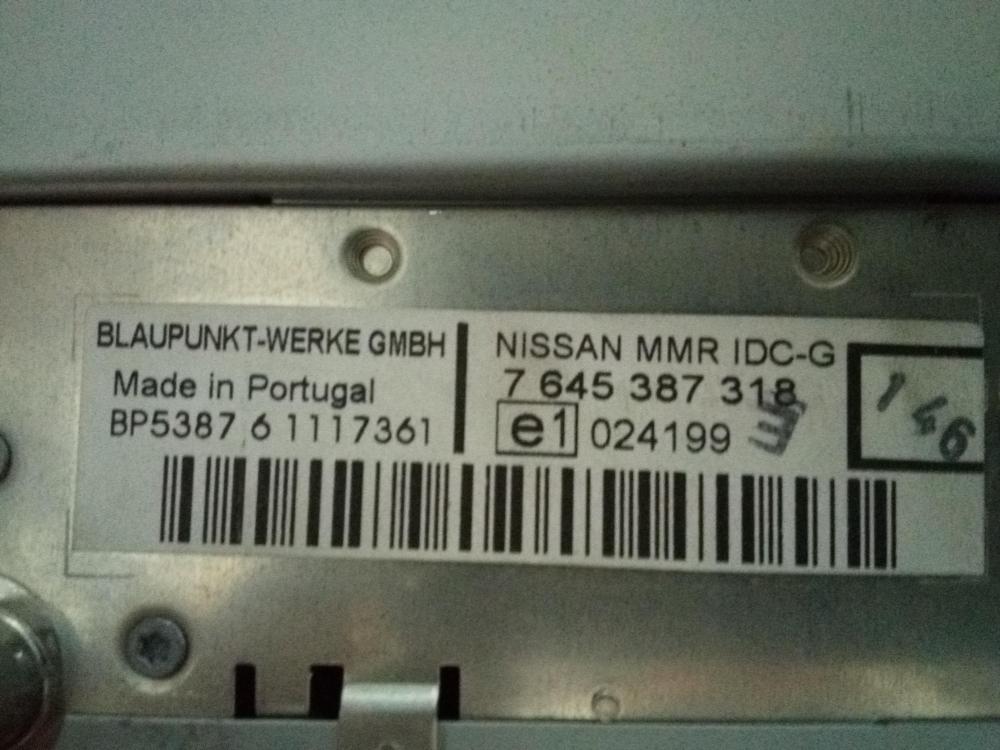 BLAUPUNKT-WERKE GMBH
Made in Portugal
BP5387 6 1117361
NISSAN MMR IDC-G
7 645 387 318
e1 024199
146